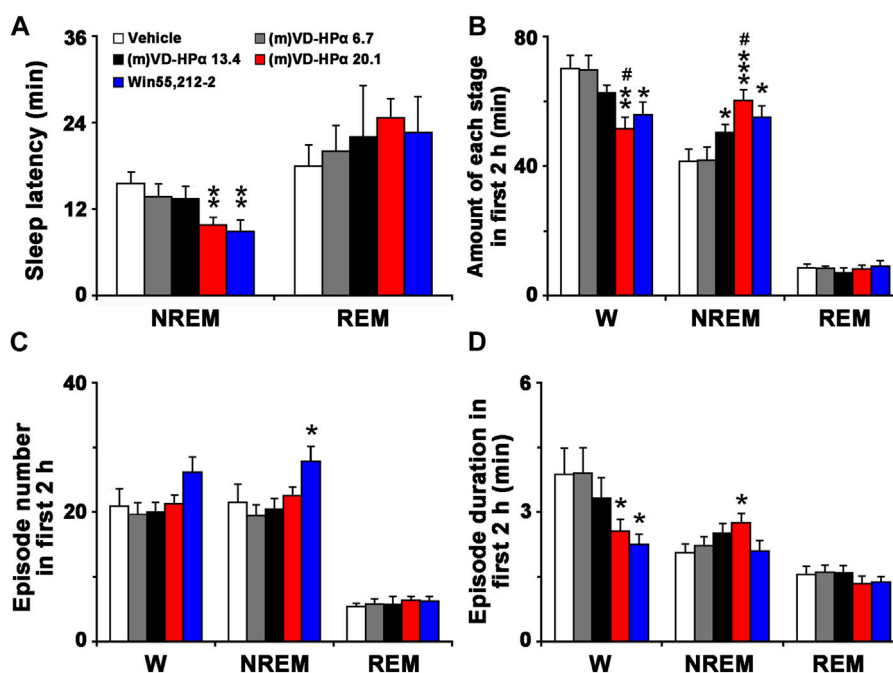 A
Sleep latency (min)
36
24
12
0
Vehicle
(m)VD-HPα 6.7
(m)VD-HPα 13.4
(m)VD-HPα 20.1
Win55,212-2
**
**
NREM
REM
B
Amount of each stage
in first 2 h (min)
80
40
0
#
**
*
*
#
***
*
W
NREM
REM
C
Episode number
in first 2 h
40
20
0
*
W
NREM
REM
D
Episode duration in
first 2 h (min)
6
3
0
*
*
*
W
NREM
REM